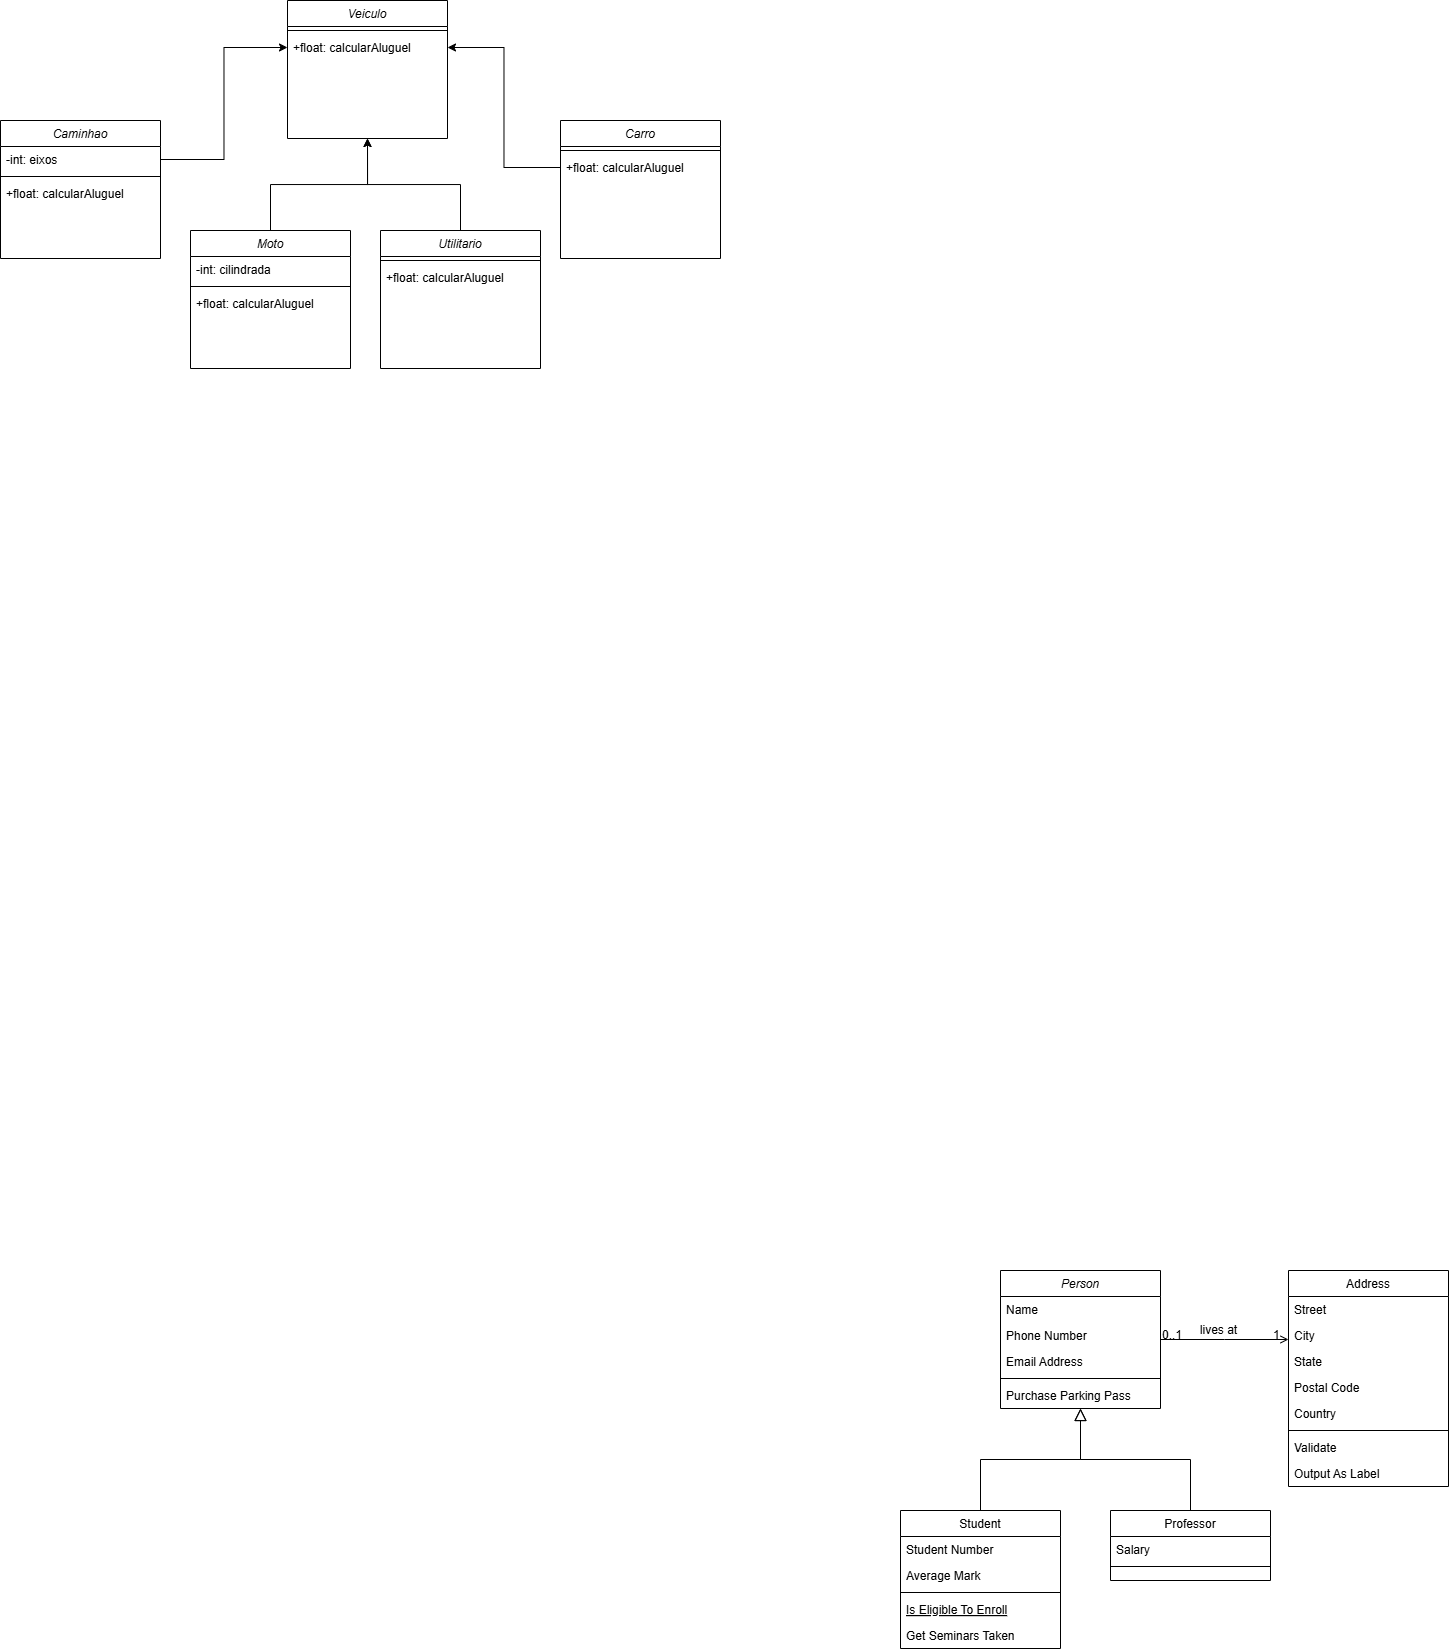 Veiculo
+float: calcularAluguel
Caminhao
-int: eixos
+float: calcularAluguel
Carro
+float: calcularAluguel
Moto
-int: cilindrada
+float: calcularAluguel
Utilitario
+float: calcularAluguel
Person
Name
Phone Number
Email Address
Purchase Parking Pass
0..1
lives at
1
Address
Street
City
State
Postal Code
Country
Validate
Output As Label
Student
Student Number
Average Mark
Is Eligible To Enroll
Get Seminars Taken
Professor
Salary